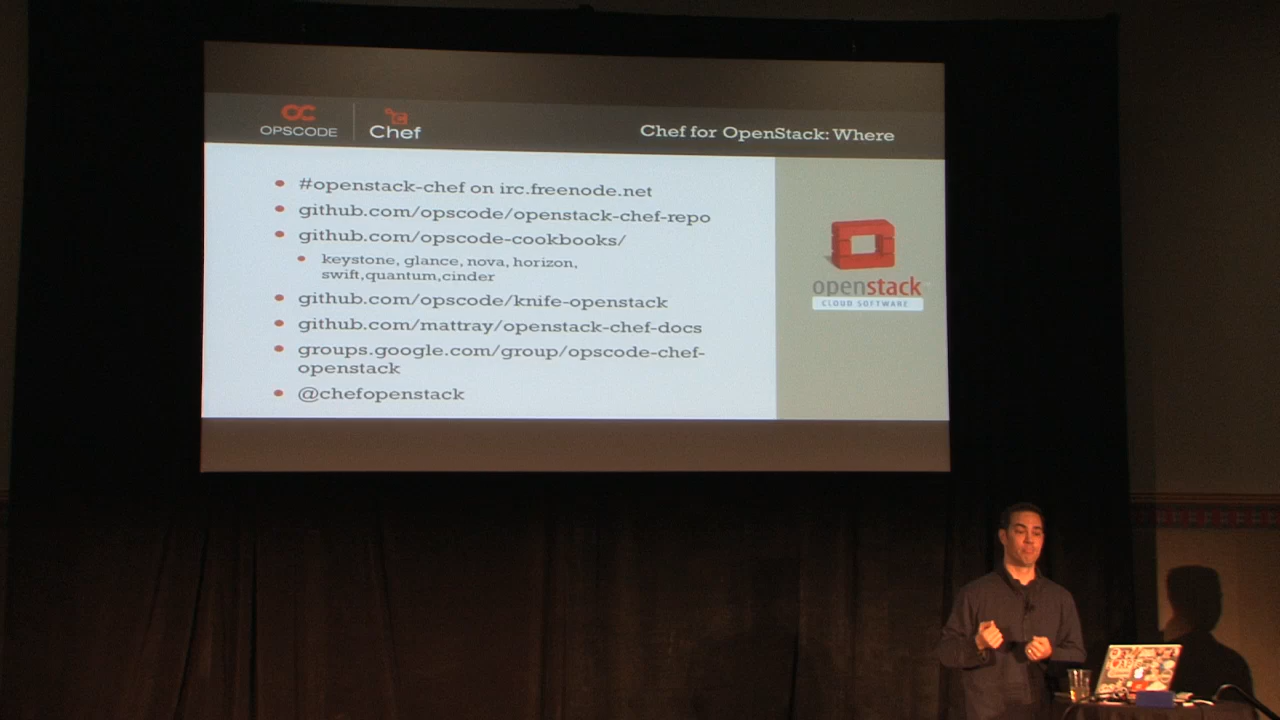 OPSCODE
Chef
Chef for OpenStack: Where
#openstack-chef on irc.freenode.net
github.com/opscode/openstack-chef-repo
github.com/opscode-cookbooks/
keystone, glance, nova, horizon,
swift,quantum,cinder
github.com/opscode/knife-openstack
github.com/mattray/openstack-chef-docs
groups.google.com/group/opscode-chef-
openstack
@chefopenstack
openstack
CLOUD SOFTWARE